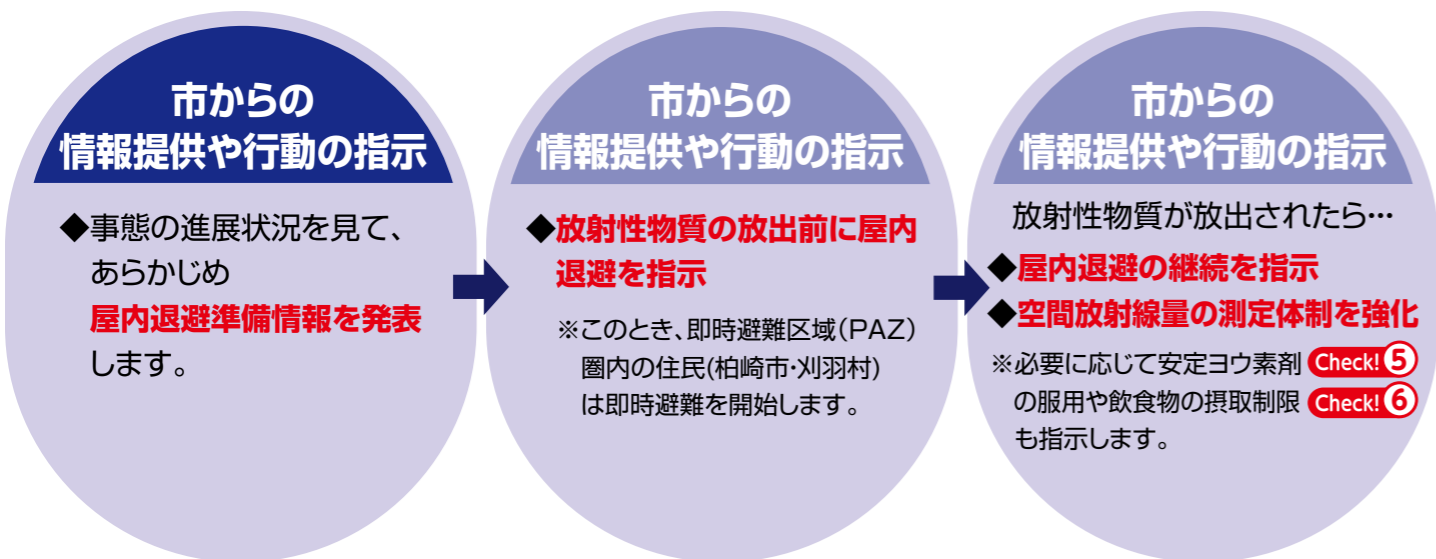 市からの
情報提供や行動の指示
◆事態の進展状況を見て、
あらかじめ
屋内退避準備情報を発表
します。
市からの
情報提供や行動の指示
◆放射性物質の放出前に屋内
退避を指示
※このとき、即時避難区域(PAZ)
圏内の住民(柏崎市・刈羽村)
は即時避難を開始します。
市からの
情報提供や行動の指示
放射性物質が放出されたら…
◆屋内退避の継続を指示
◆空間放射線量の測定体制を強化
※必要に応じて安定ヨウ素剤 Check! 5
の服用や飲食物の摂取制限 Check! 6
も指示します。